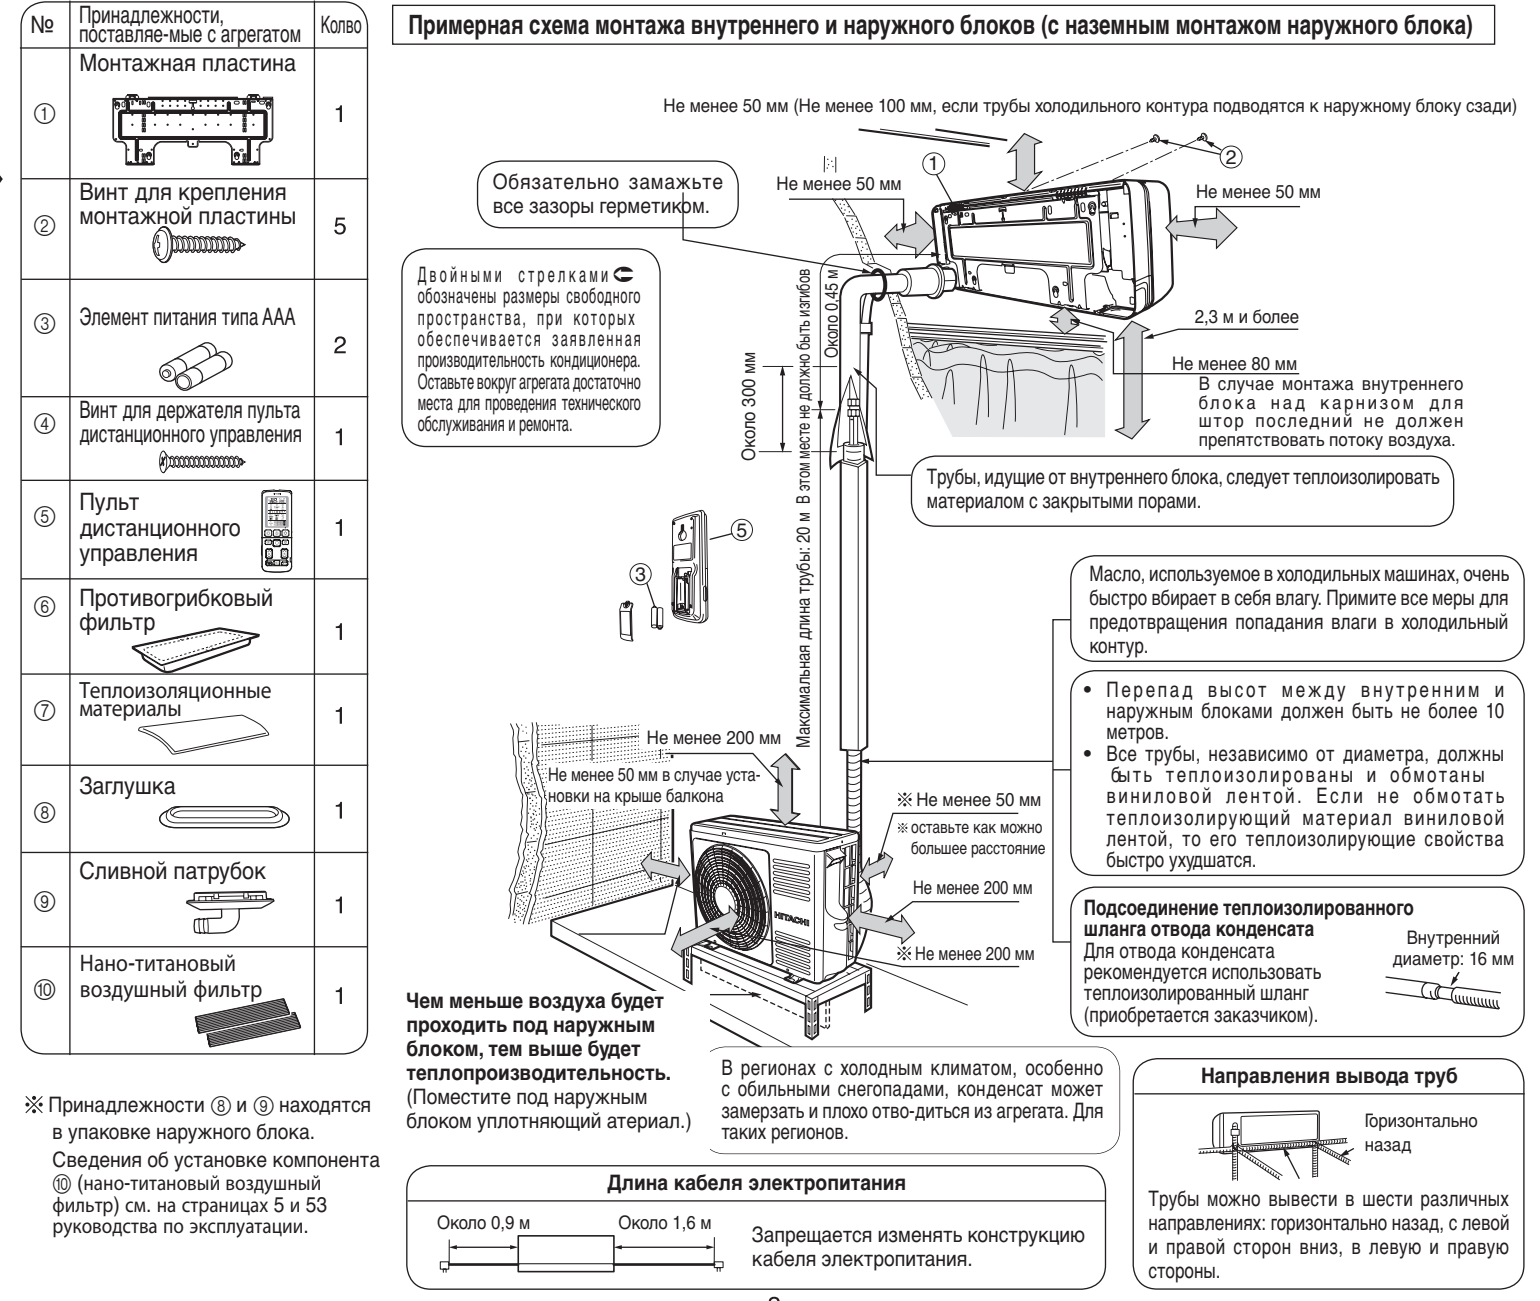 №
Принадлежности,
поставляе-мые с агрегатом
Колво
①
Монтажная пластина
1
②
Винт для крепления
монтажной пластины
5
③
Элемент питания типа AAA
2
④
Винт для держателя пульта
дистанционного управления
1
⑤
Пульт
дистанционного
управления
1
⑥
Противогрибковый
фильтр
1
⑦
Теплоизоляционные
материалы
1
⑧
Заглушка
1
⑨
Сливной патрубок
1
⑩
Нано-титановый
воздушный фильтр
1
※ Принадлежности ⑧ и ⑨ находятся
в упаковке наружного блока.
Сведения об установке компонента
⑩ (нано-титановый воздушный
фильтр) см. на страницах 5 и 53
руководства по эксплуатации.
Примерная схема монтажа внутреннего и наружного блоков (с наземным монтажом наружного блока)
Не менее 50 мм (Не менее 100 мм, если трубы холодильного контура подводятся к наружному блоку сзади)
①
②
Обязательно замажьте
все зазоры герметиком.
Не менее 50 мм
Не менее 50 мм
Двойными стрелками
обозначены размеры свободного
пространства, при которых
обеспечивается заявленная
производительность кондиционера.
Оставьте вокруг агрегата достаточно
места для проведения технического
обслуживания и ремонта.
Около 300 мм
Максимальная длина трубы: 20 м
В этом месте не должно быть изгибов
Около 0,45 м
2,3 м и более
Не менее 80 мм
В случае монтажа внутреннего
блока над карнизом для
штор последний не должен
препятствовать потоку воздуха.
Трубы, идущие от внутреннего блока, следует теплоизолировать
материалом с закрытыми порами.
⑤
③
Масло, используемое в холодильных машинах, очень
быстро вбирает в себя влагу. Примите все меры для
предотвращения попадания влаги в холодильный
контур.
• Перепад высот между внутренним и
наружным блоками должен быть не более 10
метров.
• Все трубы, независимо от диаметра, должны
быть теплоизолированы и обмотаны
виниловой лентой. Если не обмотать
теплоизолирующий материал виниловой
лентой, то его теплоизолирующие свойства
быстро ухудшатся.
Не менее 200 мм
Не менее 50 мм в случае уста-
новки на крыше балкона
※ Не менее 50 мм
※ оставьте как можно
большее расстояние
Не менее 200 мм
※ Не менее 200 мм
HITACHI
Подсоединение теплоизолированного
шланга отвода конденсата
Для отвода конденсата
рекомендуется использовать
теплоизолированный шланг
(приобретается заказчиком).
Внутренний
диаметр: 16 мм
Чем меньше воздуха будет
проходить под наружным
блоком, тем выше будет
теплопроизводительность.
(Поместите под наружным
блоком уплотняющий атериал.)
В регионах с холодным климатом, особенно
с обильными снегопадами, конденсат может
замерзать и плохо отво-диться из агрегата. Для
таких регионов.
Направления вывода труб
Горизонтально
назад
Трубы можно вывести в шести различных
направлениях: горизонтально назад, с левой
и правой сторон вниз, в левую и правую
стороны.
Длина кабеля электропитания
Около 0,9 м
Около 1,6 м
Запрещается изменять конструкцию
кабеля электропитания.